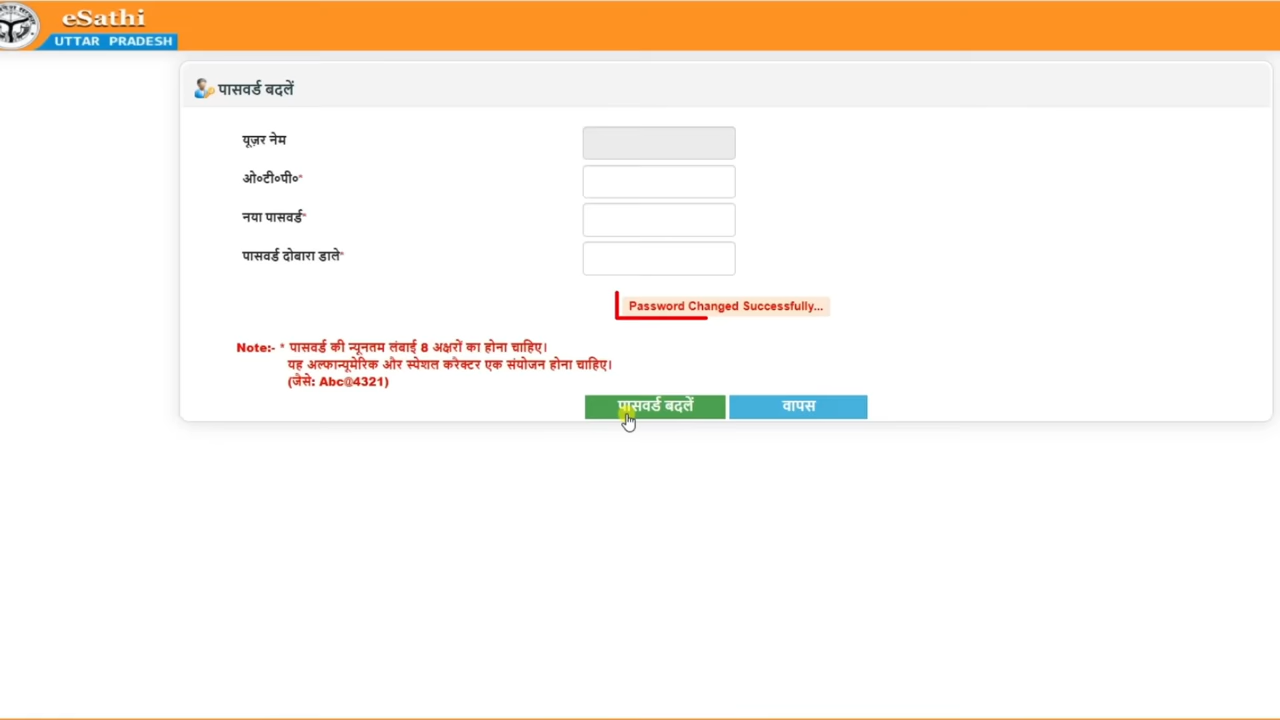 eSathi
UTTAR PRADESH
पासवर्ड बदलें
यूज़र नेम
ओ०टी०पी०*
नया पासवर्ड*
पासवर्ड दोबारा डाले*
Password Changed Successfully...
Note:- * पासवर्ड की न्यूनतम लंबाई 8 अक्षरों का होना चाहिए।
यह अल्फान्यूमेरिक और स्पेशल करैक्टर एक संयोजन होना चाहिए।
(जैसे: Abc@4321)
पासवर्ड बदलें वापस